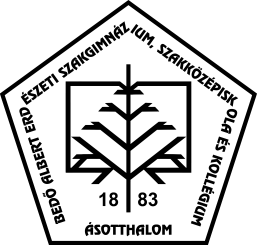 BEDŐ ALBERT ERDÉSZETI SZAKGIMNÁZIUM, SZAKKÖZÉPISKOLA ÉS KOLLÉGIUM
18 83
ÁSOTTHALOM